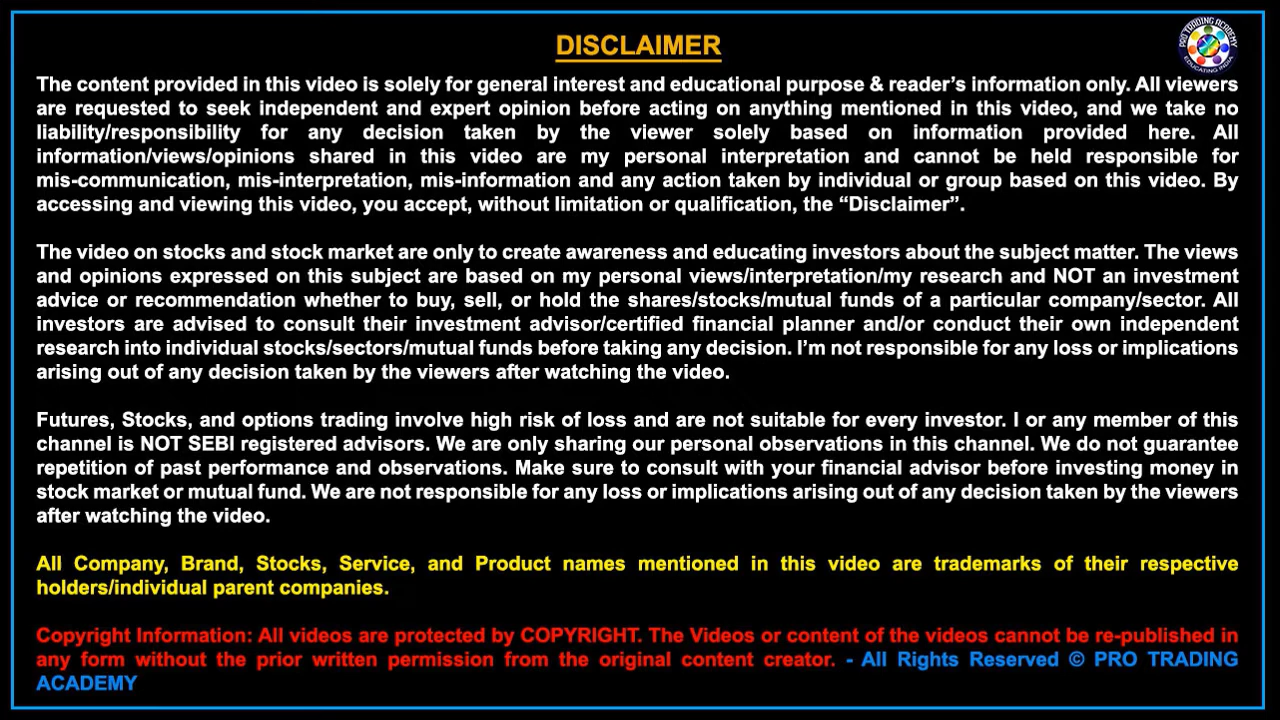 DISCLAIMER
PRO TRADING ACADEMY
EDUCATING INDIA
The content provided in this video is solely for general interest and educational purpose & reader’s information only. All viewers
are requested to seek independent and expert opinion before acting on anything mentioned in this video, and we take no
liability/responsibility for any decision taken by the viewer solely based on information provided here. All
information/views/opinions shared in this video are my personal interpretation and cannot be held responsible for
mis-communication, mis-interpretation, mis-information and any action taken by individual or group based on this video. By
accessing and viewing this video, you accept, without limitation or qualification, the “Disclaimer”.
The video on stocks and stock market are only to create awareness and educating investors about the subject matter. The views
and opinions expressed on this subject are based on my personal views/interpretation/my research and NOT an investment
advice or recommendation whether to buy, sell, or hold the shares/stocks/mutual funds of a particular company/sector. All
investors are advised to consult their investment advisor/certified financial planner and/or conduct their own independent
research into individual stocks/sectors/mutual funds before taking any decision. I’m not responsible for any loss or implications
arising out of any decision taken by the viewers after watching the video.
Futures, Stocks, and options trading involve high risk of loss and are not suitable for every investor. I or any member of this
channel is NOT SEBI registered advisors. We are only sharing our personal observations in this channel. We do not guarantee
repetition of past performance and observations. Make sure to consult with your financial advisor before investing money in
stock market or mutual fund. We are not responsible for any loss or implications arising out of any decision taken by the viewers
after watching the video.
All Company, Brand, Stocks, Service, and Product names mentioned in this video are trademarks of their respective
holders/individual parent companies.
Copyright Information: All videos are protected by COPYRIGHT. The Videos or content of the videos cannot be re-published in
any form without the prior written permission from the original content creator. - All Rights Reserved © PRO TRADING
ACADEMY